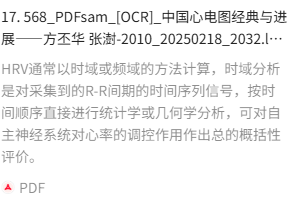 17. 568_PDFsam_[OCR]_中国心电图经典与进
展——方丕华 张澍-2010_20250218_2032.l···
HRV通常以时域或频域的方法计算，时域分析
是对采集到的R-R间期的时间序列信号，按时
间顺序直接进行统计学或几何学分析，可对自
主神经系统对心率的调控作用作出总的概括性
评价。
PDF